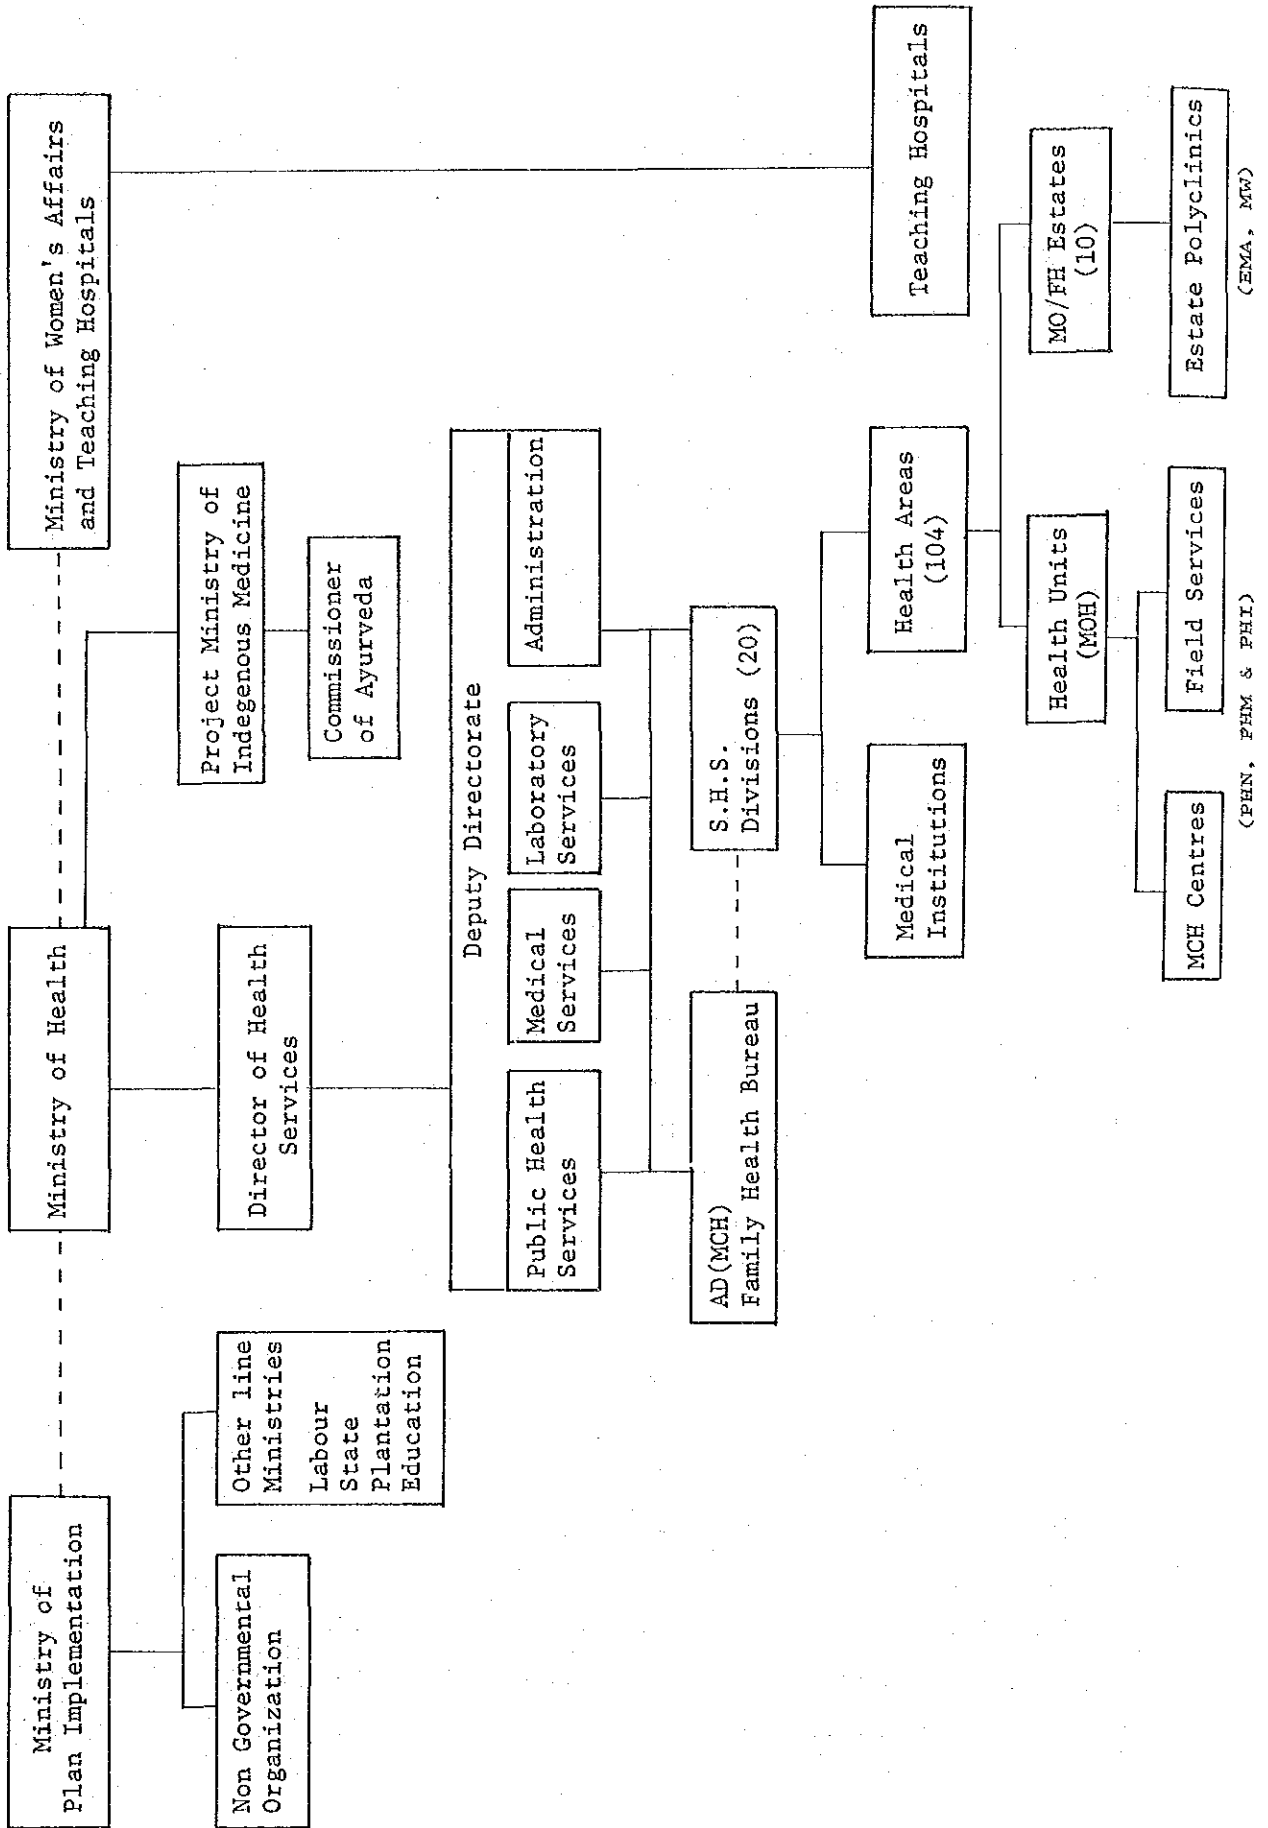 Ministry of
Plan Implementation
Ministry of Health
Ministry of Women's Affairs
and Teaching Hospitals
Non Governmental
Organization
Other line
Ministries
Labour
State
Plantation
Education
Director of Health
Services
Project Ministry of
Indegenous Medicine
Commissioner
of Ayurveda
Deputy Directorate
Public Health
Services
Medical
Services
Laboratory
Services
Administration
AD(MCH)
Family Health Bureau
S.H.S.
Divisions (20)
Medical
Institutions
Health Areas
(104)
Teaching Hospitals
Health Units
(MOH)
MO/FH Estates
(10)
MCH Centres
Field Services
Estate Polyclinics
(PHN, PHM & PHI)
(EMA, MW)